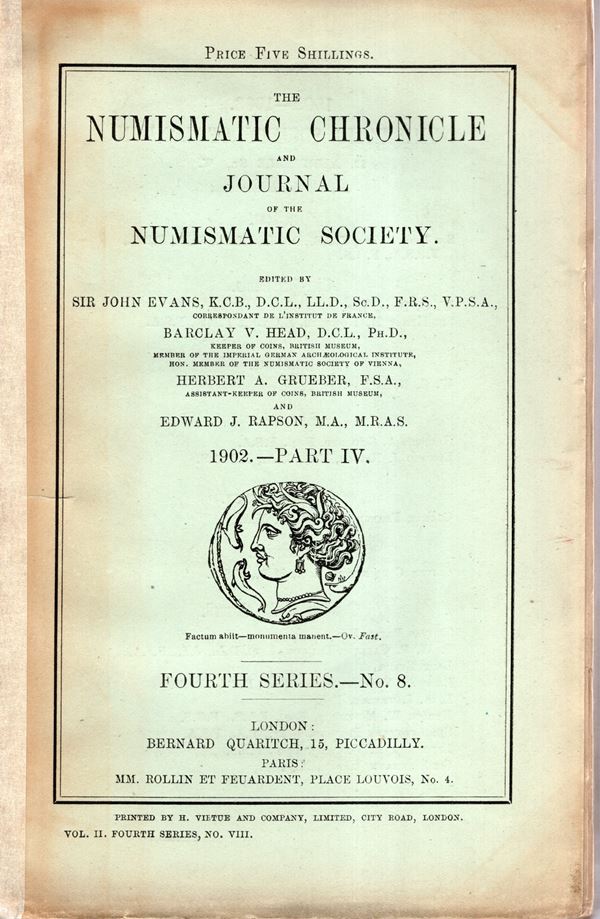 PRICE FIVE SHILLINGS.
THE
NUMISMATIC CHRONICLE
AND
JOURNAL
OF THE
NUMISMATIC SOCIETY.
EDITED BY
SIR JOHN EVANS, K.C.B., D.C.L., LL.D., Sc.D., F.R.S., V.P.S.A.,
CORRESPONDANT DE L'INSTITUT DE FRANCE,
BARCLAY V. HEAD, D.C.L., PH.D.,
KEEPER OF COINS, BRITISH MUSEUM,
MEMBER OF THE IMPERIAL GERMAN ARCHÆOLOGICAL INSTITUTE,
HON. MEMBER OF THE NUMISMATIC SOCIETY OF VIENNA,
HERBERT A. GRUEBER, F.S.A.,
ASSISTANT-KEEPER OF COINS, BRITISH MUSEUM,
AND
EDWARD J. RAPSON, M.A., M.R.A.S.
1902.—PART IV.
Factum abiit—monumenta manent.—Ov. Fast.
FOURTH SERIES.—No. 8.
LONDON:
BERNARD QUARITCH, 15, PICCADILLY.
PARIS:
MM. ROLLIN ET FEUARDENT, PLACE LOUVOIS, No. 4.
PRINTED BY H. VIRTUE AND COMPANY, LIMITED, CITY ROAD, LONDON.
VOL. II. FOURTH SERIES, NO. VIII.